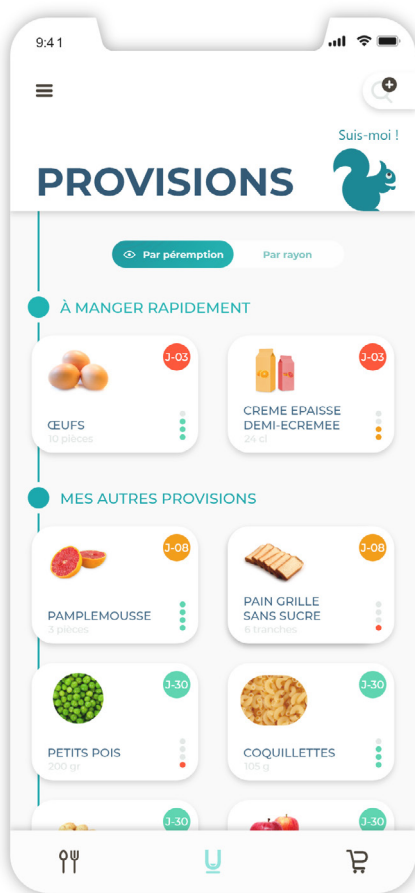 9:41
Suis-moi !
PROVISIONS
Par péremption
Par rayon
À MANGER RAPIDEMENT
J-03
ŒUFS
10 pièces
J-03
CREME EPAISSE
DEMI-ECREMEE
24 cl
MES AUTRES PROVISIONS
J-08
PAMPLEMOUSSE
3 pièces
J-08
PAIN GRILLE
SANS SUCRE
6 tranches
J-30
PETITS POIS
200 gr
J-30
COQUILLETTES
105 g
J-30
J-30